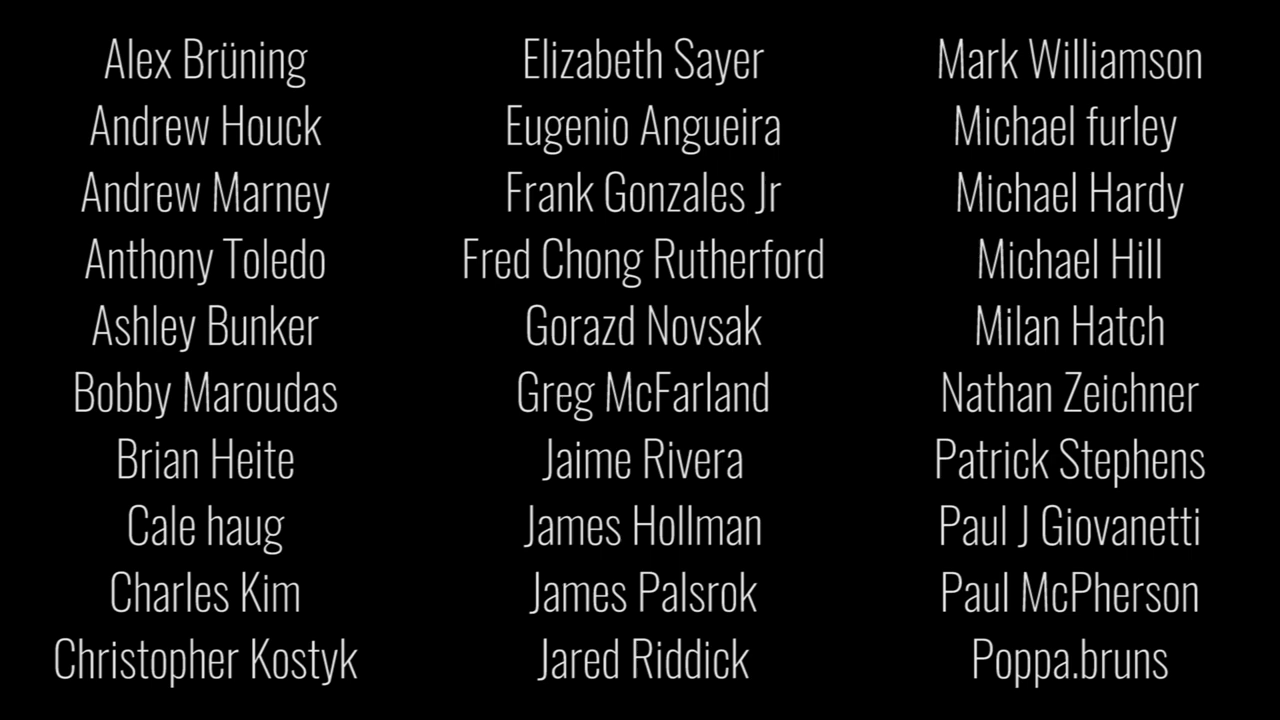 Alex Brüning
Andrew Houck
Andrew Marney
Anthony Toledo
Ashley Bunker
Bobby Maroudas
Brian Heite
Cale haug
Charles Kim
Christopher Kostyk
Elizabeth Sayer
Eugenio Angueira
Frank Gonzales Jr
Fred Chong Rutherford
Gorazd Novsak
Greg McFarland
Jaime Rivera
James Hollman
James Palsrok
Jared Riddick
Mark Williamson
Michael furley
Michael Hardy
Michael Hill
Milan Hatch
Nathan Zeichner
Patrick Stephens
Paul J Giovanetti
Paul McPherson
Poppa.bruns